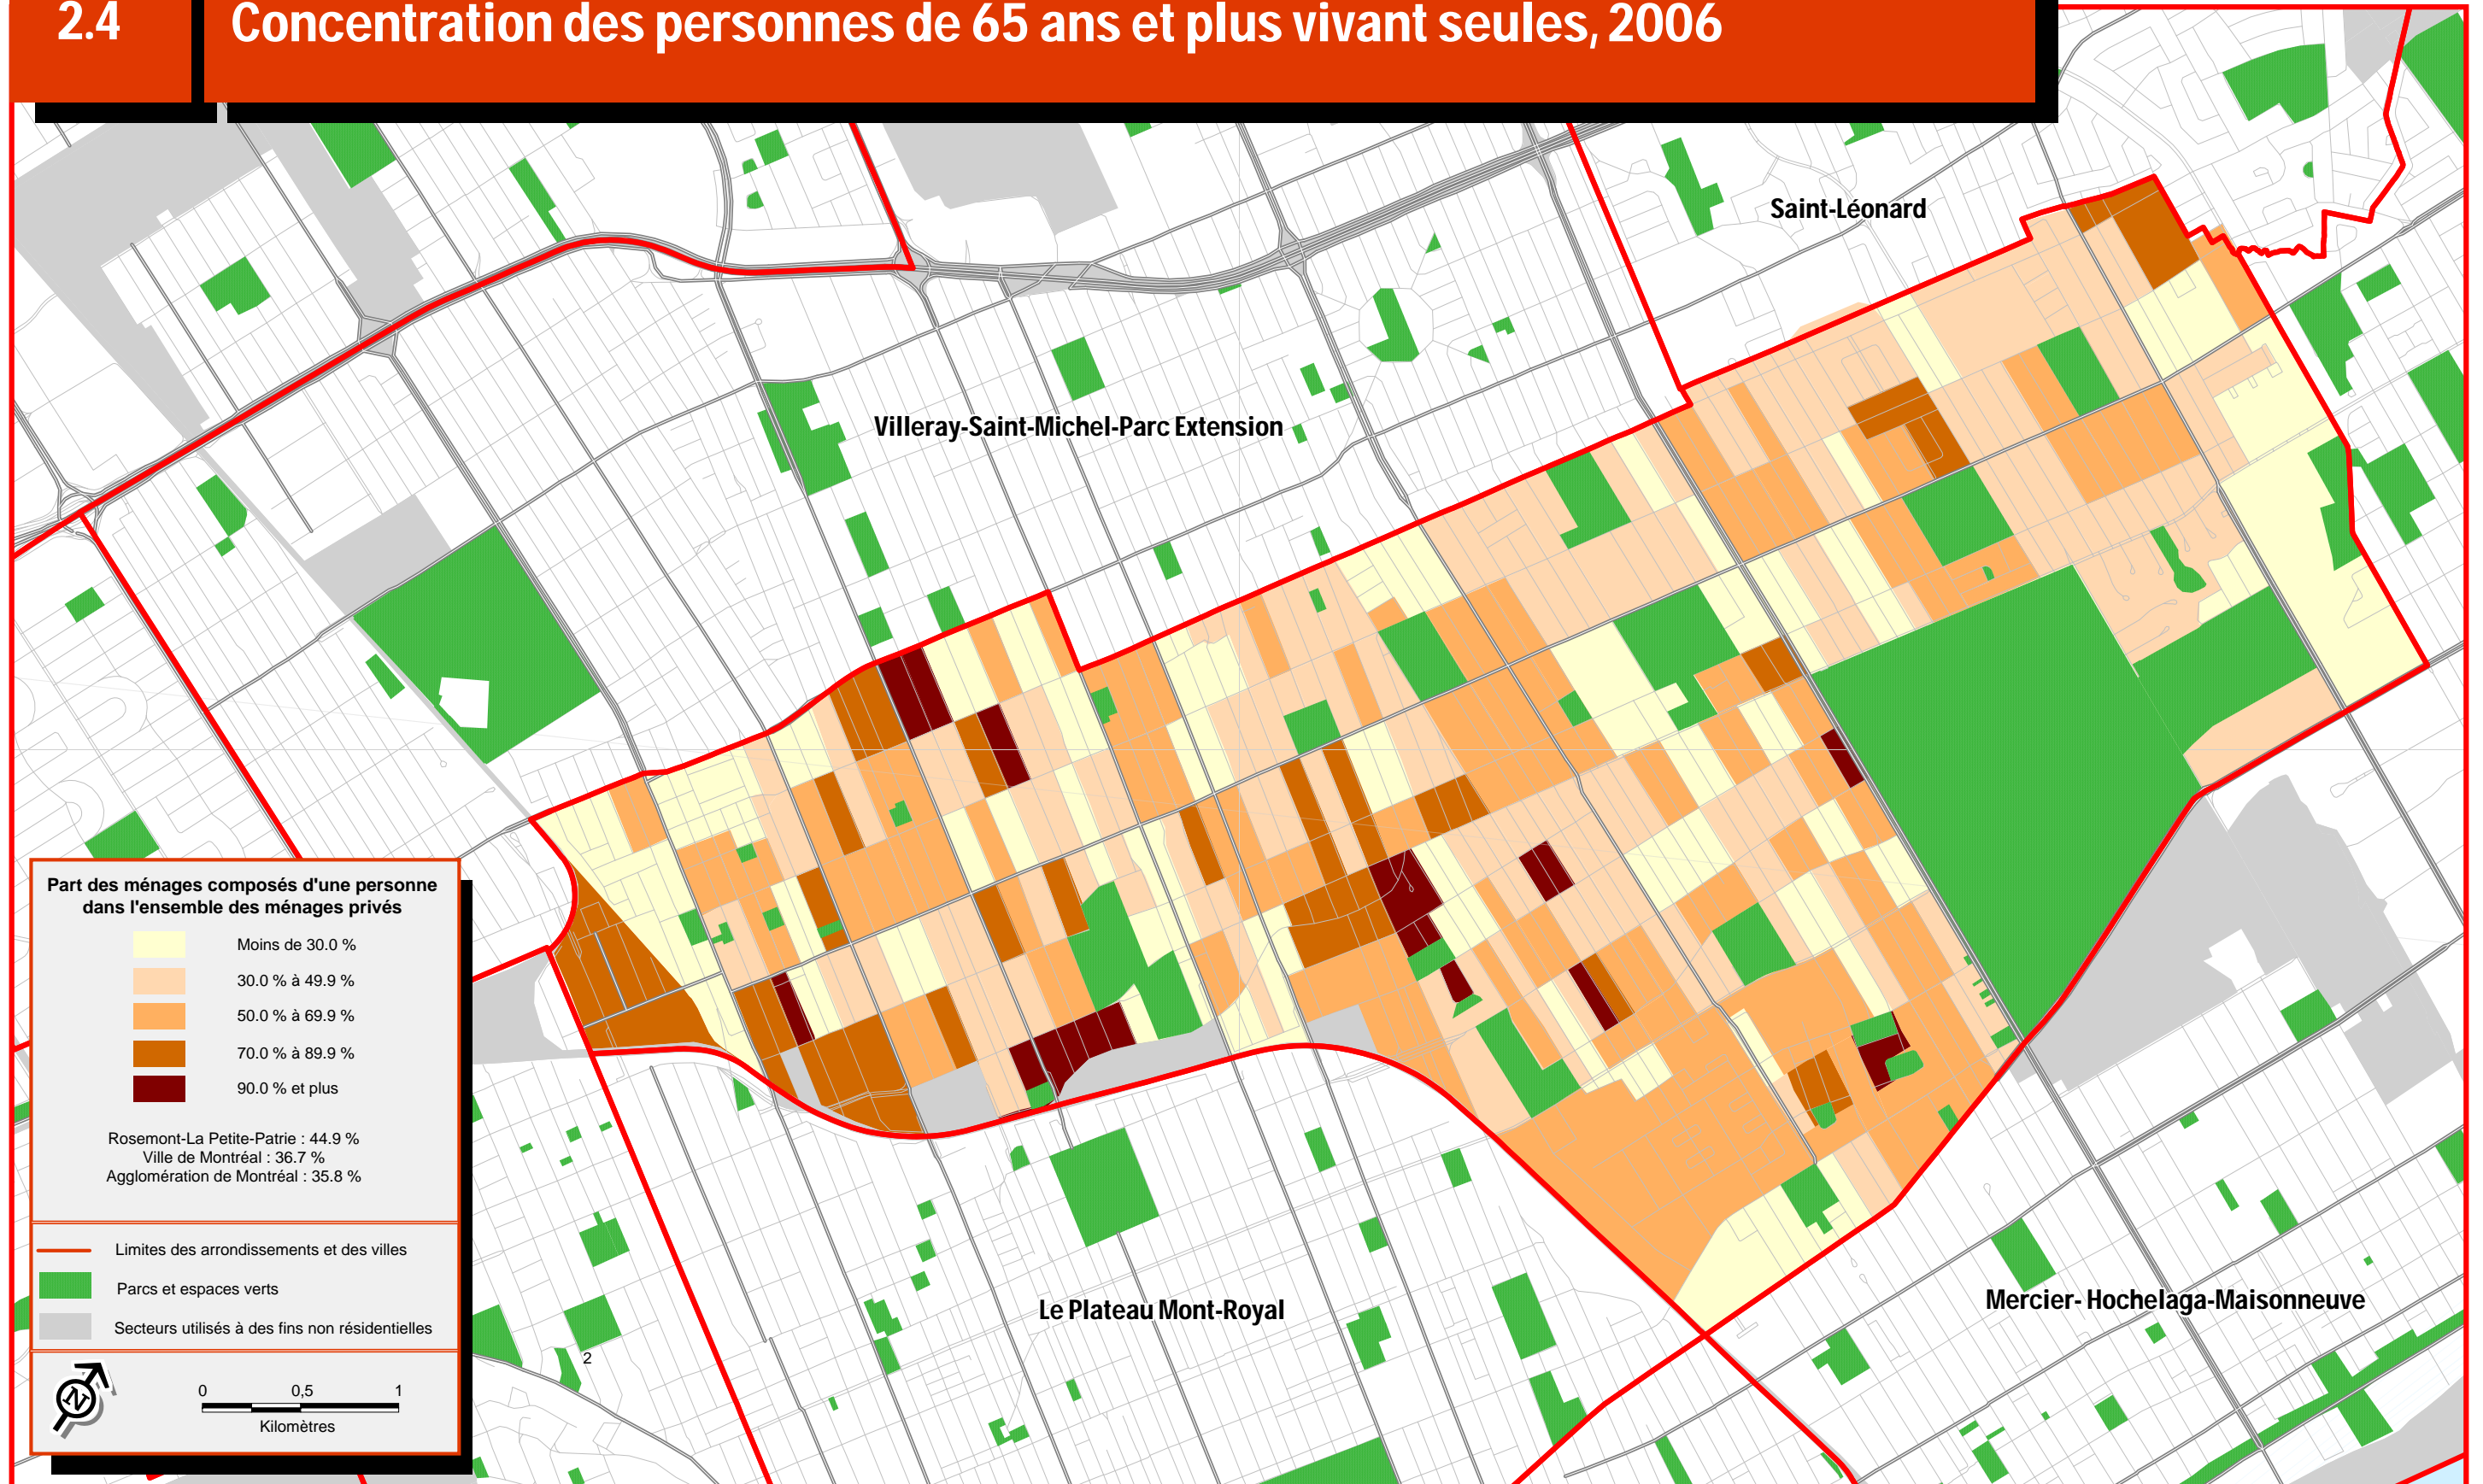 2.4
Concentration des personnes de 65 ans et plus vivant seules, 2006
Saint-Léonard
Villeray-Saint-Michel-Parc Extension
Le Plateau Mont-Royal
Mercier- Hochelaga-Maisonneuve
Part des ménages composés d'une personne
dans l'ensemble des ménages privés
Moins de 30.0 %
30.0 % à 49.9 %
50.0 % à 69.9 %
70.0 % à 89.9 %
90.0 % et plus
Rosemont-La Petite-Patrie : 44.9 %
Ville de Montréal : 36.7 %
Agglomération de Montréal : 35.8 %
Limites des arrondissements et des villes
Parcs et espaces verts
Secteurs utilisés à des fins non résidentielles
N
0 0,5 1
Kilomètres
2